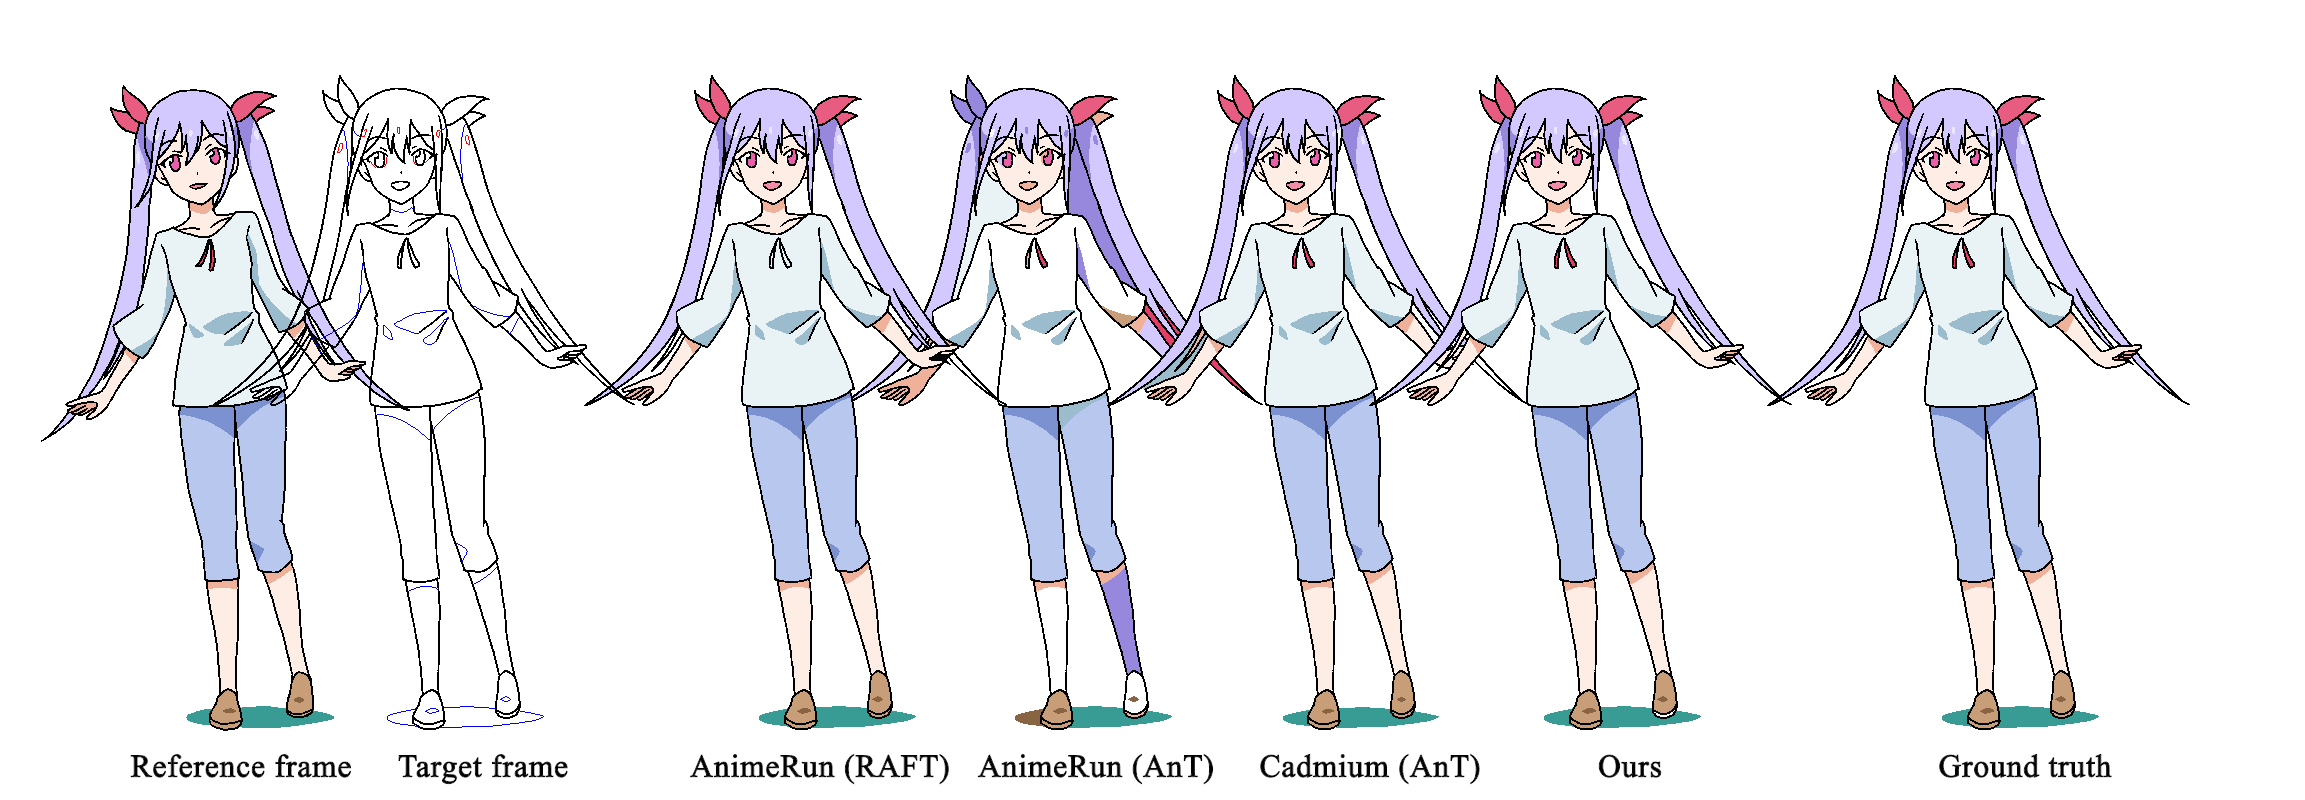 Reference frame
Target frame
AnimeRun (RAFT)
AnimeRun (AnT)
Cadmium (AnT)
Ours
Ground truth